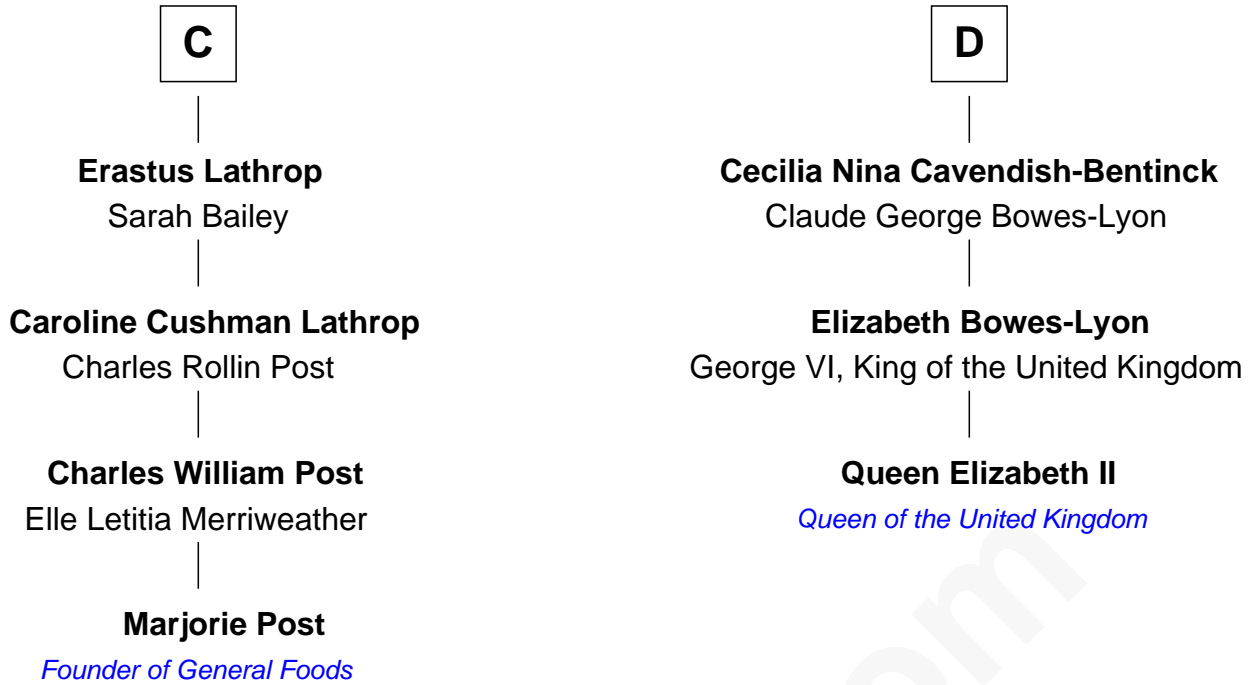 C
Erastus Lathrop
Sarah Bailey
Caroline Cushman Lathrop
Charles Rollin Post
Charles William Post
Elle Letitia Merriweather
Marjorie Post
Founder of General Foods
D
Cecilia Nina Cavendish-Bentinck
Claude George Bowes-Lyon
Elizabeth Bowes-Lyon
George VI, King of the United Kingdom
Queen Elizabeth II
Queen of the United Kingdom
om